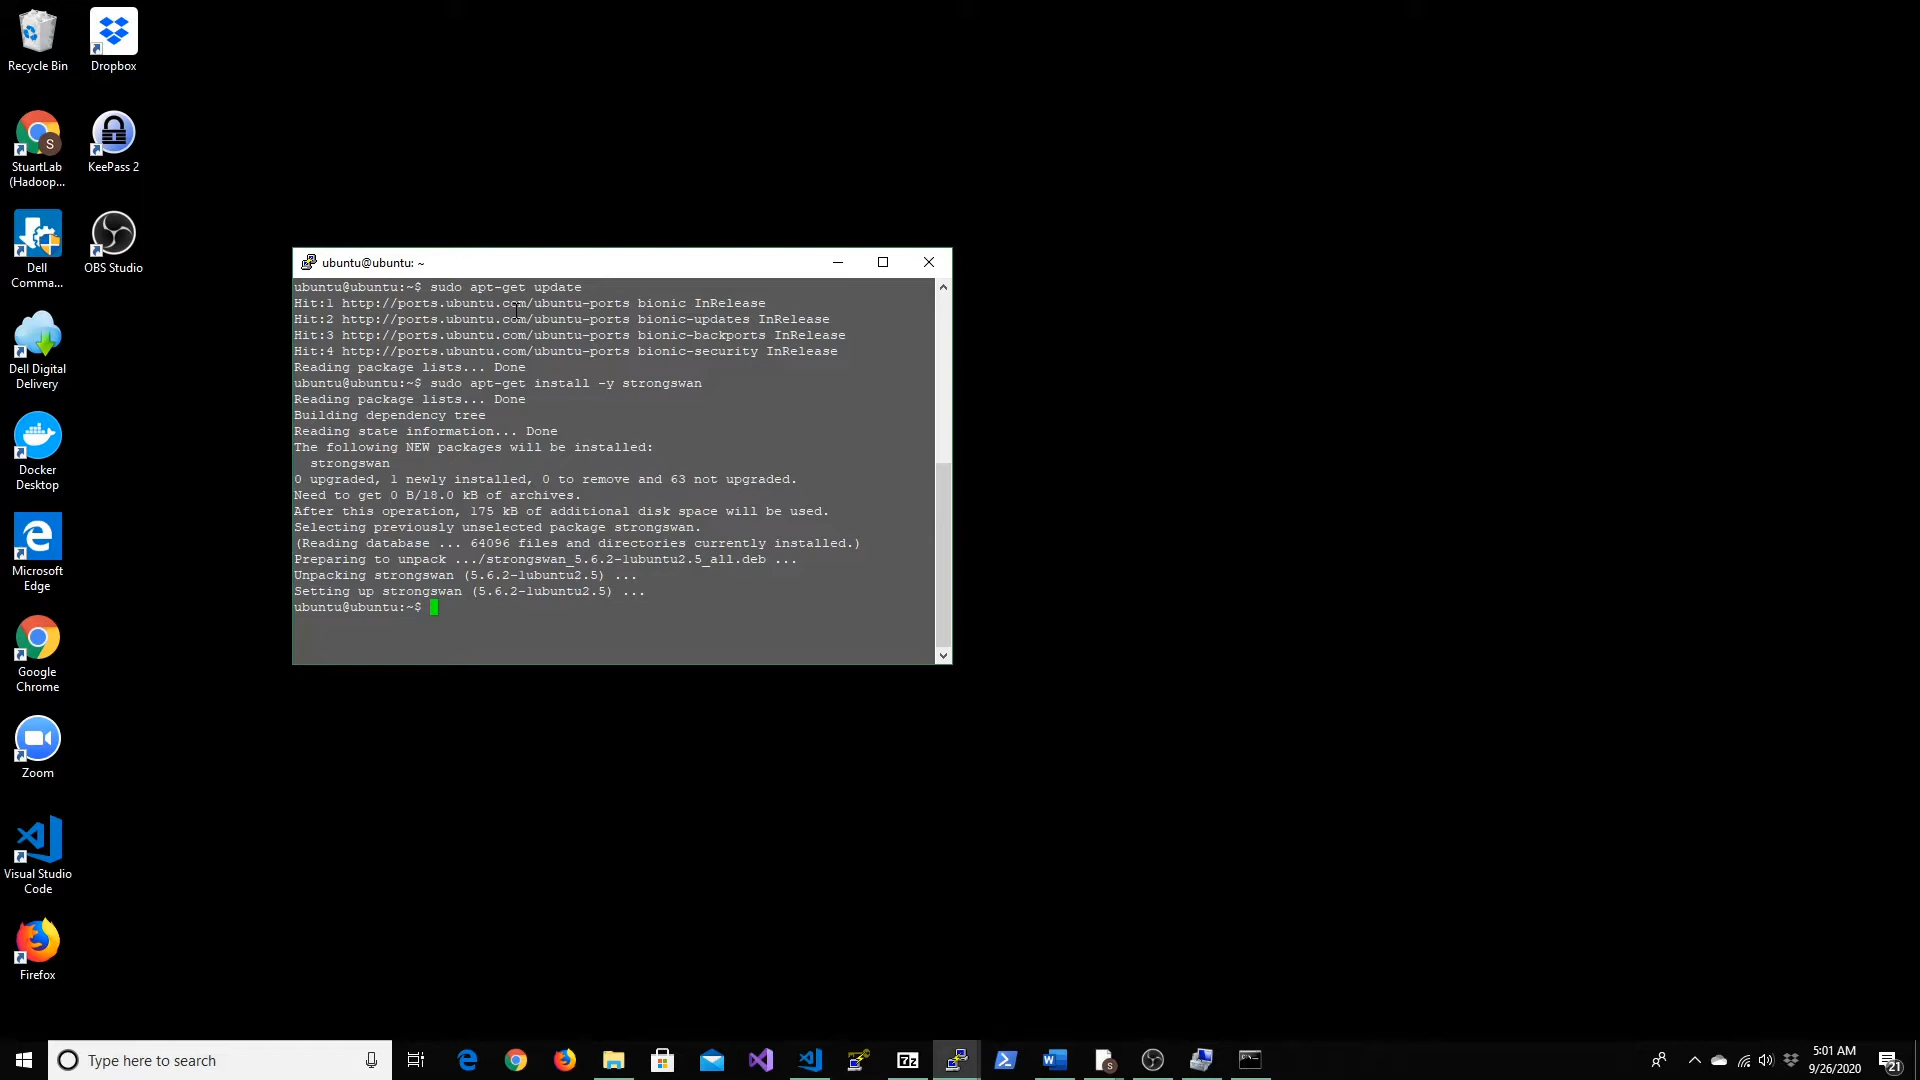 Recycle Bin
Dropbox
S
StuartLab
(Hadoop...
KeePass 2
Dell
Comma...
OBS Studio
Dell Digital
Delivery
Docker
Desktop
Microsoft
Edge
Google
Chrome
Zoom
Visual Studio
Code
Firefox
ubuntu@ubuntu: ~
ubuntu@ubuntu:~$ sudo apt-get update
Hit:1 http://ports.ubuntu.com/ubuntu-ports bionic InRelease
Hit:2 http://ports.ubuntu.com/ubuntu-ports bionic-updates InRelease
Hit:3 http://ports.ubuntu.com/ubuntu-ports bionic-backports InRelease
Hit:4 http://ports.ubuntu.com/ubuntu-ports bionic-security InRelease
Reading package lists... Done
ubuntu@ubuntu:~$ sudo apt-get install -y strongswan
Reading package lists... Done
Building dependency tree
Reading state information... Done
The following NEW packages will be installed:
  strongswan
0 upgraded, 1 newly installed, 0 to remove and 63 not upgraded.
Need to get 0 B/18.0 kB of archives.
After this operation, 175 kB of additional disk space will be used.
Selecting previously unselected package strongswan.
(Reading database ... 64096 files and directories currently installed.)
Preparing to unpack .../strongswan_5.6.2-1ubuntu2.5_all.deb ...
Unpacking strongswan (5.6.2-1ubuntu2.5) ...
Setting up strongswan (5.6.2-1ubuntu2.5) ...
ubuntu@ubuntu:~$
Type here to search
7z
5:01 AM
9/26/2020
21